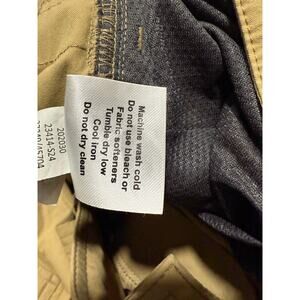 Machine wash cold
Do not use bleach or
Fabric softeners
Tumble dry low
Cool iron
Do not dry clean
202030
23414-S24